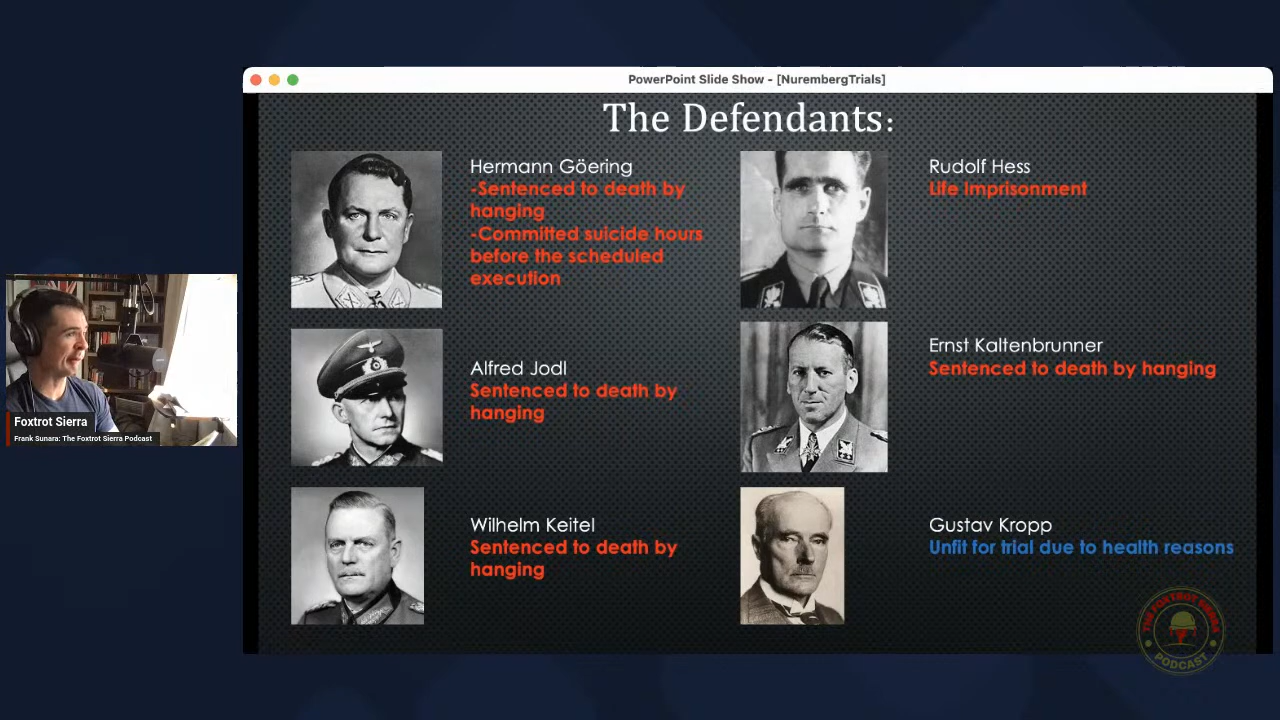 PowerPoint Slide Show - [NurembergTrials]
The Defendants:
Hermann Göering
-Sentenced to death by
hanging
-Committed suicide hours
before the scheduled
execution
Rudolf Hess
Life Imprisonment
Alfred Jodl
Sentenced to death by
hanging
Ernst Kaltenbrunner
Sentenced to death by hanging
Wilhelm Keitel
Sentenced to death by
hanging
Gustav Kropp
Unfit for trial due to health reasons
Foxtrot Sierra
Frank Sunara: The Foxtrot Sierra Podcast
THE FOXTROT SIERRA
PODCAST